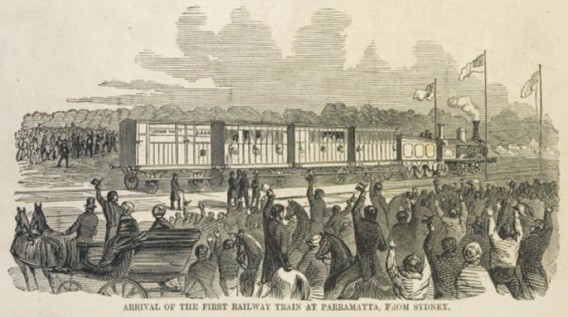 ARRIVAL OF THE FIRST RAILWAY TRAIN AT PARRAMATTA, FROM SYDNEY.